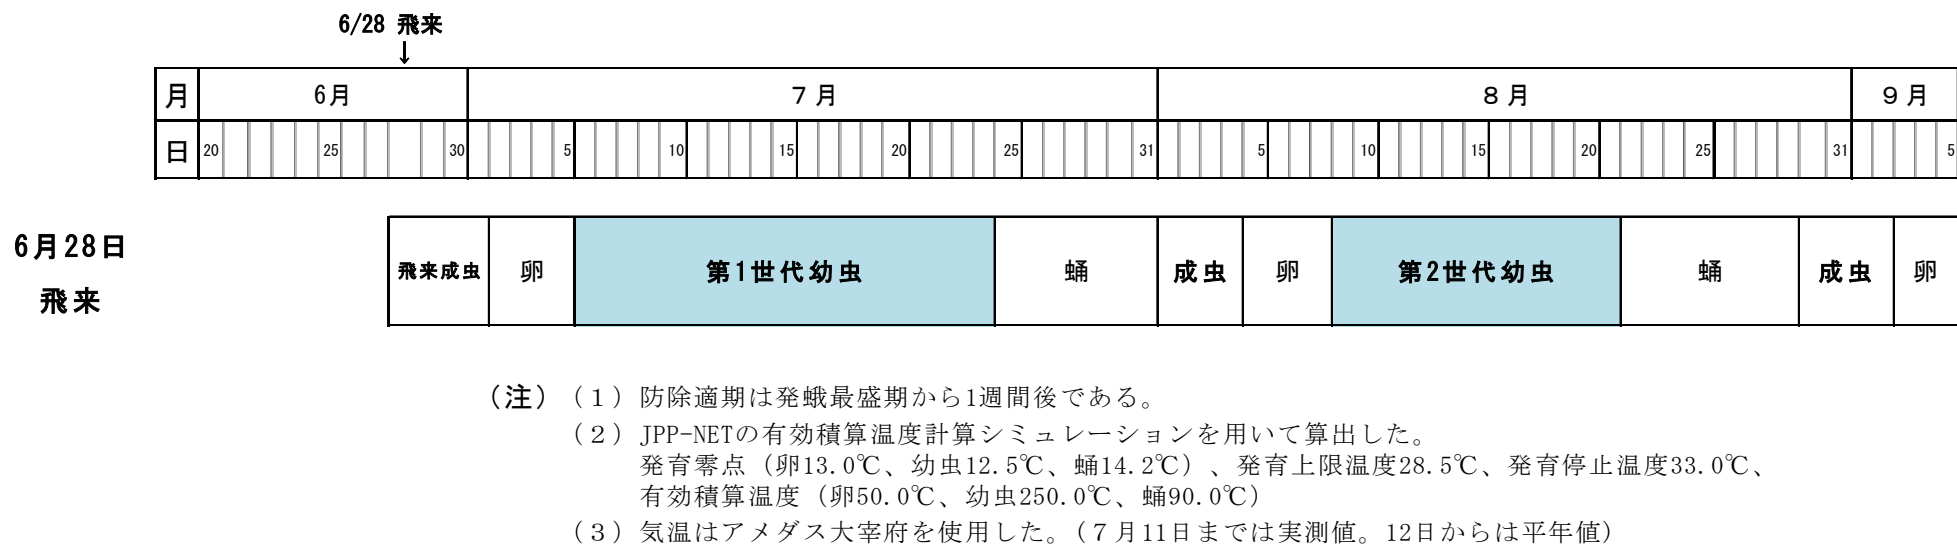 6/28 飛来
↓
月 6月 ７月 ８月 ９月
日 20 25 30 5 10 15 20 25 31 5 10 15 20 25 31 5
6月28日
飛来
飛来成虫 卵 第1世代幼虫 蛹 成虫 卵 第2世代幼虫 蛹 成虫 卵
（注）（１）防除適期は発蛾最盛期から1週間後である。
（２）JPP-NETの有効積算温度計算シミュレーションを用いて算出した。
発育零点（卵13.0℃、幼虫12.5℃、蛹14.2℃）、発育上限温度28.5℃、発育停止温度33.0℃、
有効積算温度（卵50.0℃、幼虫250.0℃、蛹90.0℃）
（３）気温はアメダス大宰府を使用した。（７月11日までは実測値。12日からは平年値）